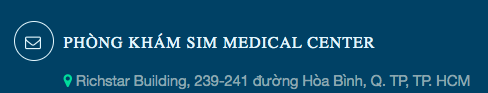 PHÒNG KHÁM SIM MEDICAL CENTER
Richstar Building, 239-241 đường Hòa Bình, Q. TP, TP. HCM